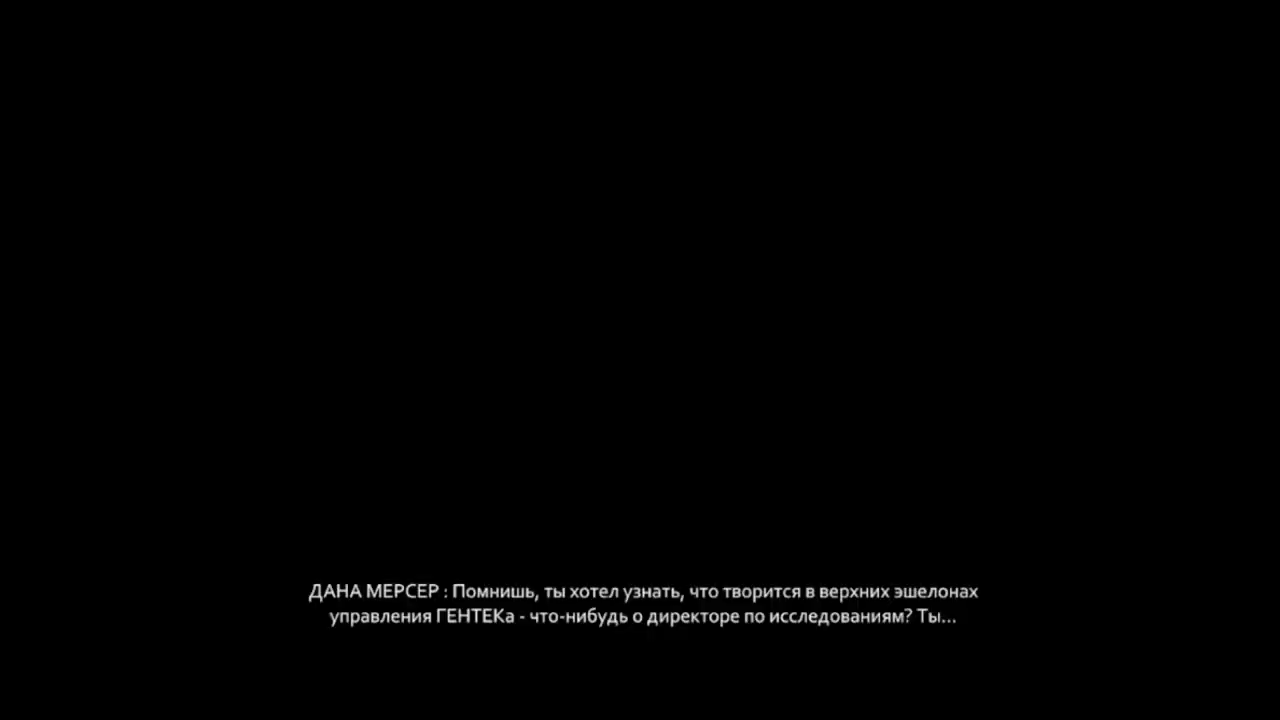 ДАНА МЕРСЕР : Помнишь, ты хотел узнать, что творится в верхних эшелонах
управления ГЕНТЕКа - что-нибудь о директоре по исследованиям? Ты...